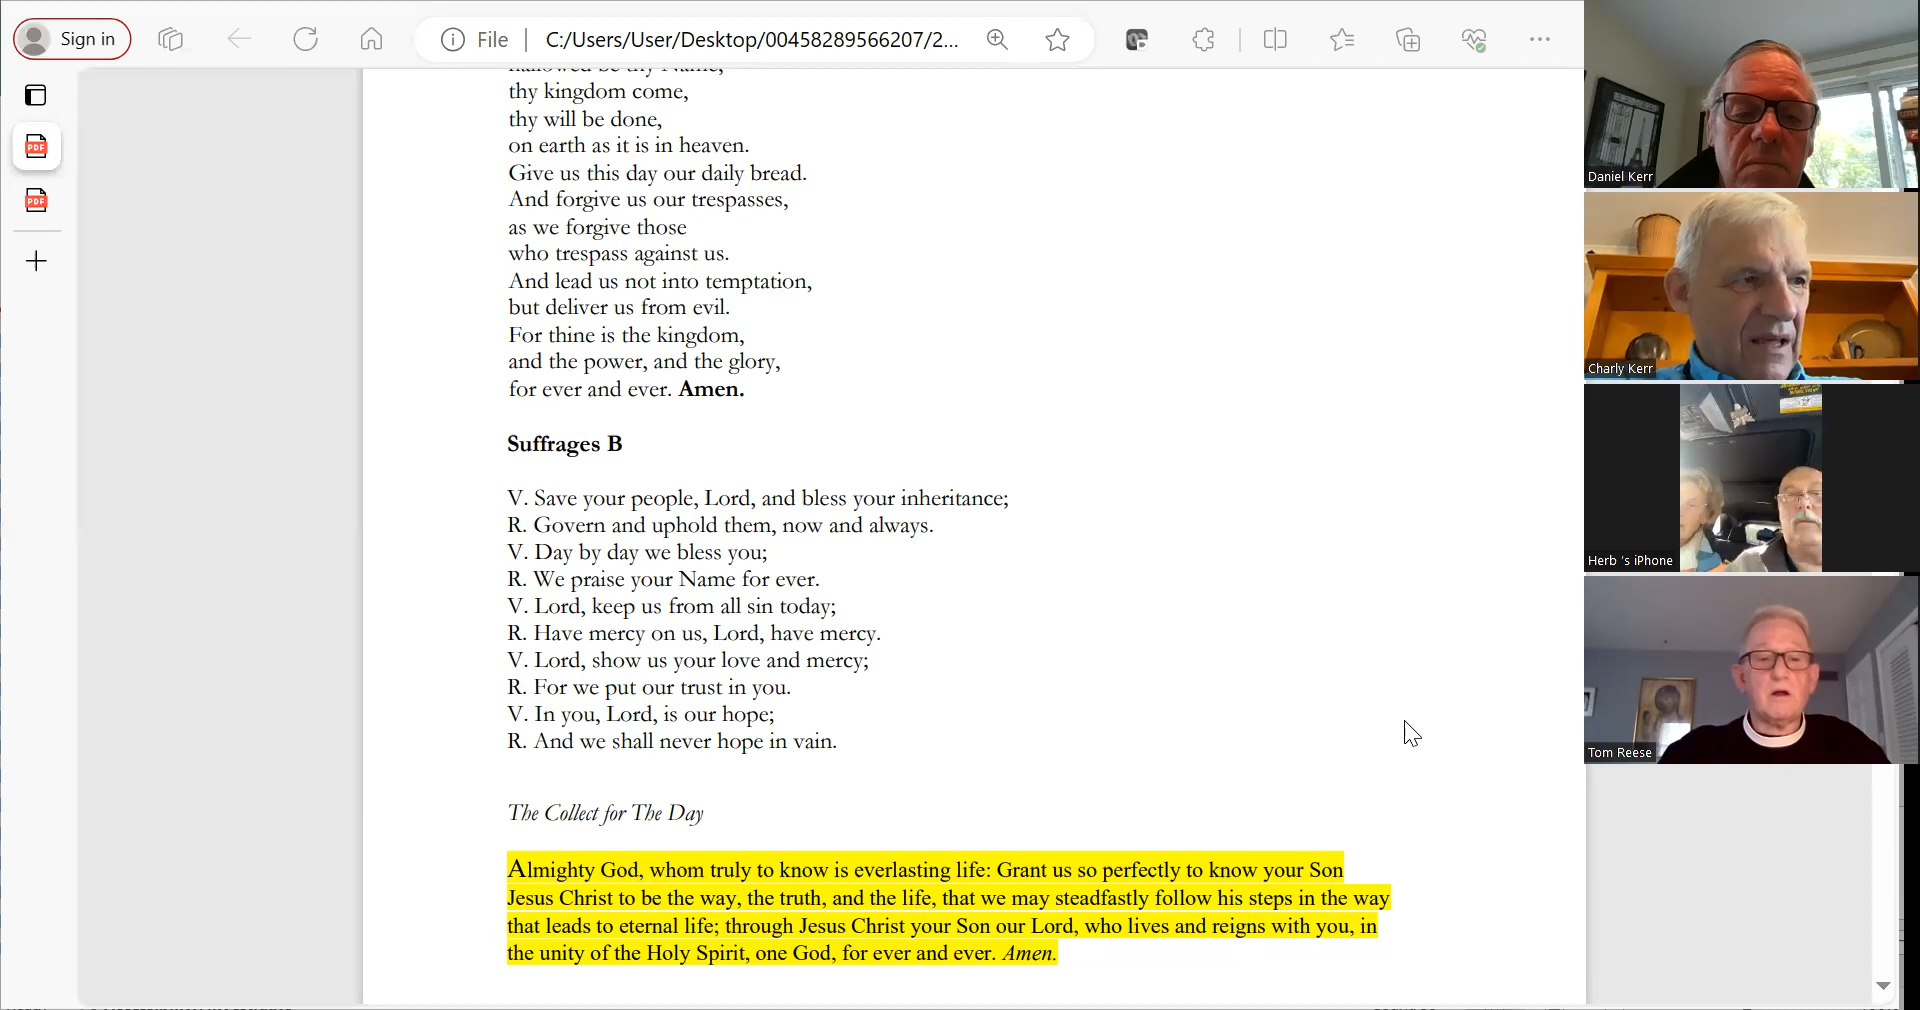 Sign in
File
C:/Users/User/Desktop/00458289566207/2...
hallowed be thy Name,
thy kingdom come,
thy will be done,
on earth as it is in heaven.
Give us this day our daily bread.
And forgive us our trespasses,
as we forgive those
who trespass against us.
And lead us not into temptation,
but deliver us from evil.
For thine is the kingdom,
and the power, and the glory,
for ever and ever. Amen.
Suffrages B
V. Save your people, Lord, and bless your inheritance;
R. Govern and uphold them, now and always.
V. Day by day we bless you;
R. We praise your Name for ever.
V. Lord, keep us from all sin today;
R. Have mercy on us, Lord, have mercy.
V. Lord, show us your love and mercy;
R. For we put our trust in you.
V. In you, Lord, is our hope;
R. And we shall never hope in vain.
The Collect for The Day
Almighty God, whom truly to know is everlasting life: Grant us so perfectly to know your Son
Jesus Christ to be the way, the truth, and the life, that we may steadfastly follow his steps in the way
that leads to eternal life; through Jesus Christ your Son our Lord, who lives and reigns with you, in
the unity of the Holy Spirit, one God, for ever and ever. Amen.
PDF
PDF
Daniel Kerr
Charly Kerr
Herb 's iPhone
Tom Reese